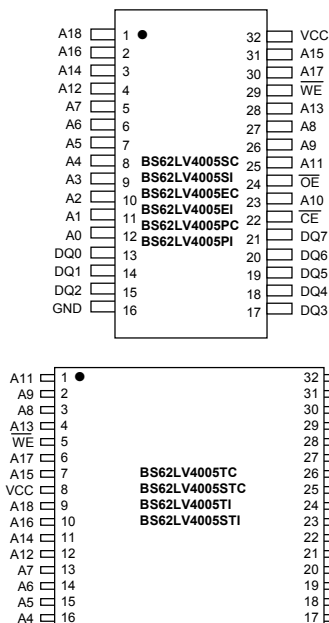 A18 1 32 VCC
A16 2 31 A15
A14 3 30 A17
A12 4 29 WE
A7 5 28 A13
A6 6 27 A8
A5 7 26 A9
A4 8 BS62LV4005SC 25 A11
A3 9 BS62LV4005SI 24 OE
A2 10 BS62LV4005EC 23 A10
A1 11 BS62LV4005EI 22 CE
A0 12 BS62LV4005PC 21 DQ7
BS62LV4005PI
DQ0 13 20 DQ6
DQ1 14 19 DQ5
DQ2 15 18 DQ4
GND 16 17 DQ3
A11 1 32
A9 2 31
A8 3 30
A13 4 29
WE 5 28
A17 6 27
A15 7 BS62LV4005TC 26
VCC 8 BS62LV4005STC 25
A18 9 BS62LV4005TI 24
A16 10 BS62LV4005STI 23
A14 11 22
A12 12 21
A7 13 20
A6 14 19
A5 15 18
A4 16 17